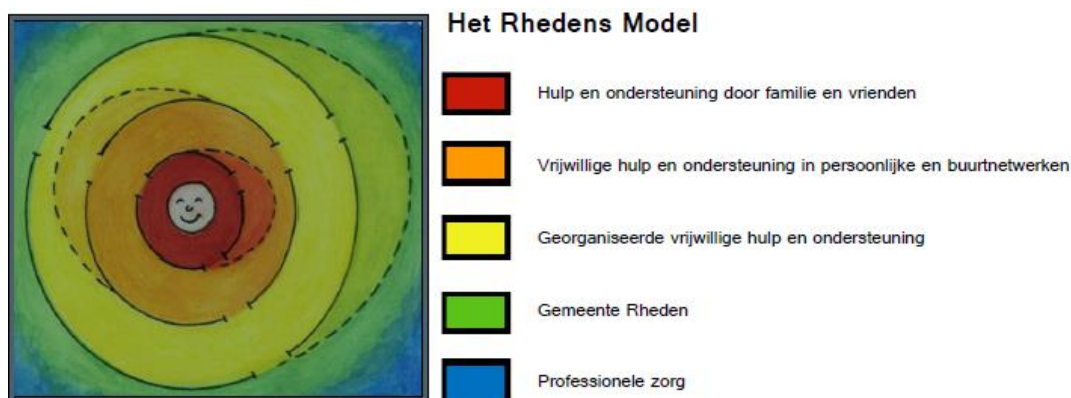 Het Rhedens Model
Hulp en ondersteuning door familie en vrienden
Vrijwillige hulp en ondersteuning in persoonlijke en buurtnetwerken
Georganiseerde vrijwillige hulp en ondersteuning
Gemeente Rheden
Professionele zorg